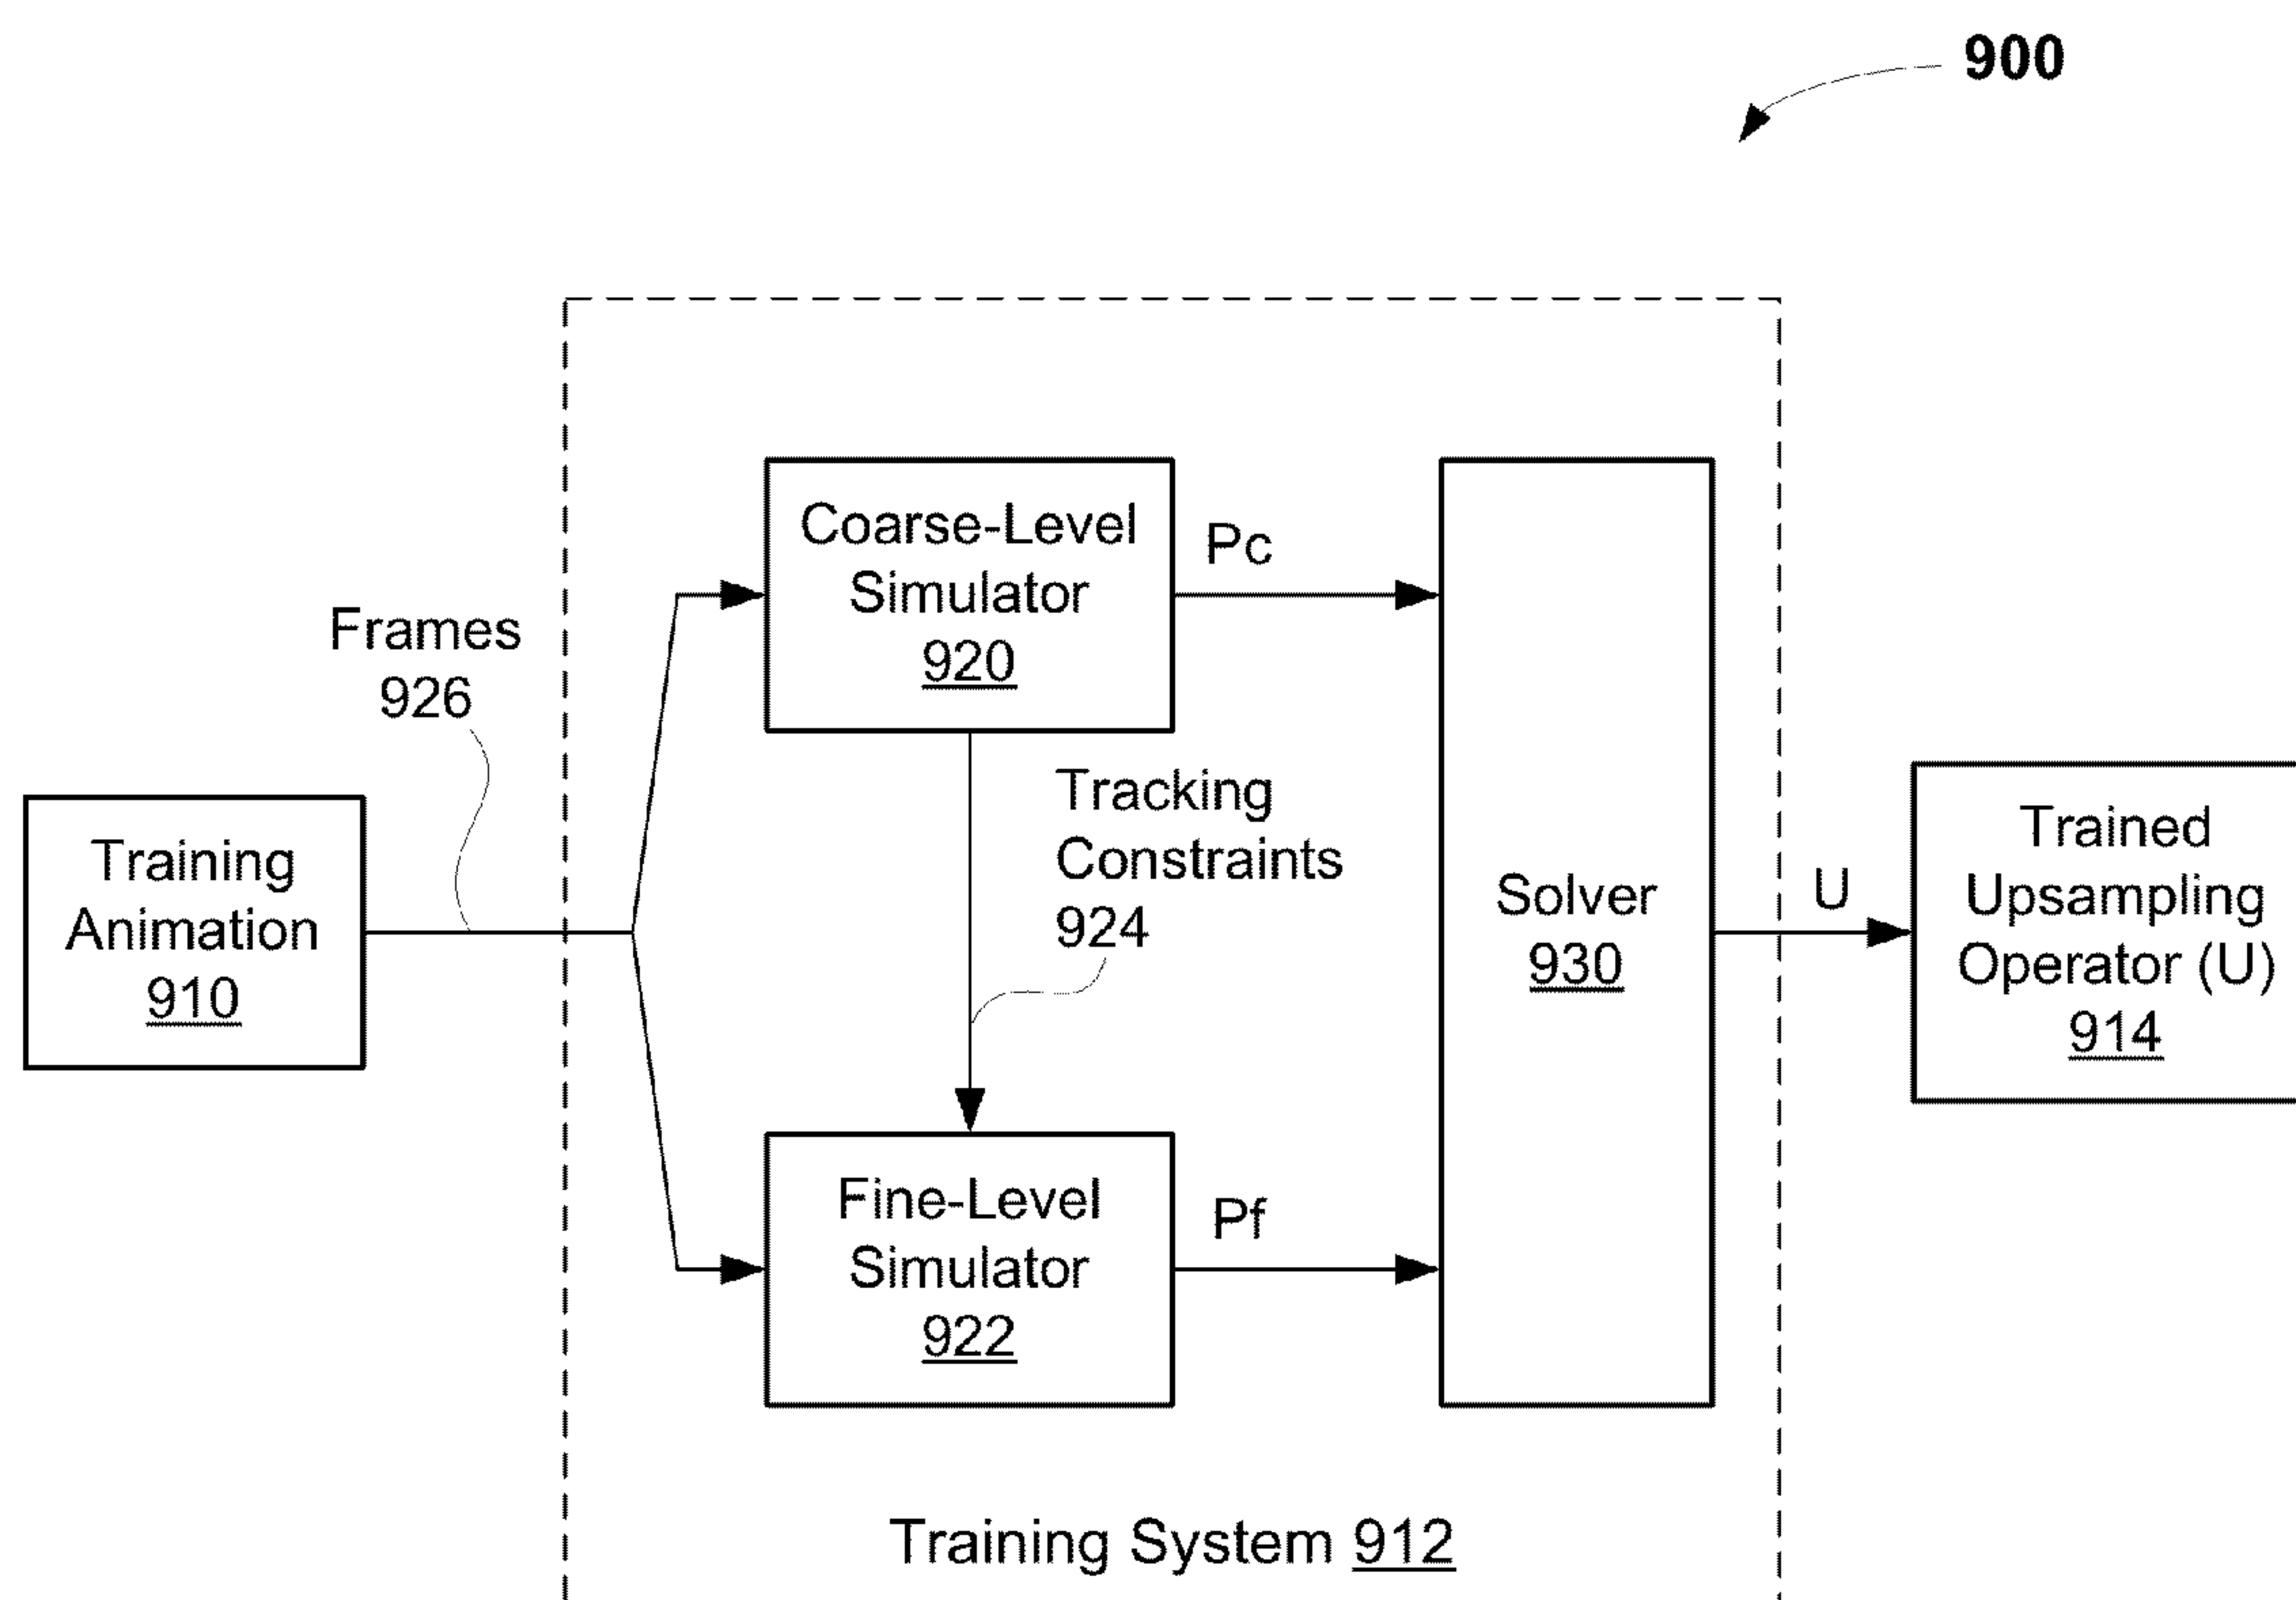 900
Frames
926
Training
Animation
910
Coarse-Level
Simulator
920
Pc
Tracking
Constraints
924
Fine-Level
Simulator
922
Pf
Solver
930
U
Trained
Upsampling
Operator (U)
914
Training System 912